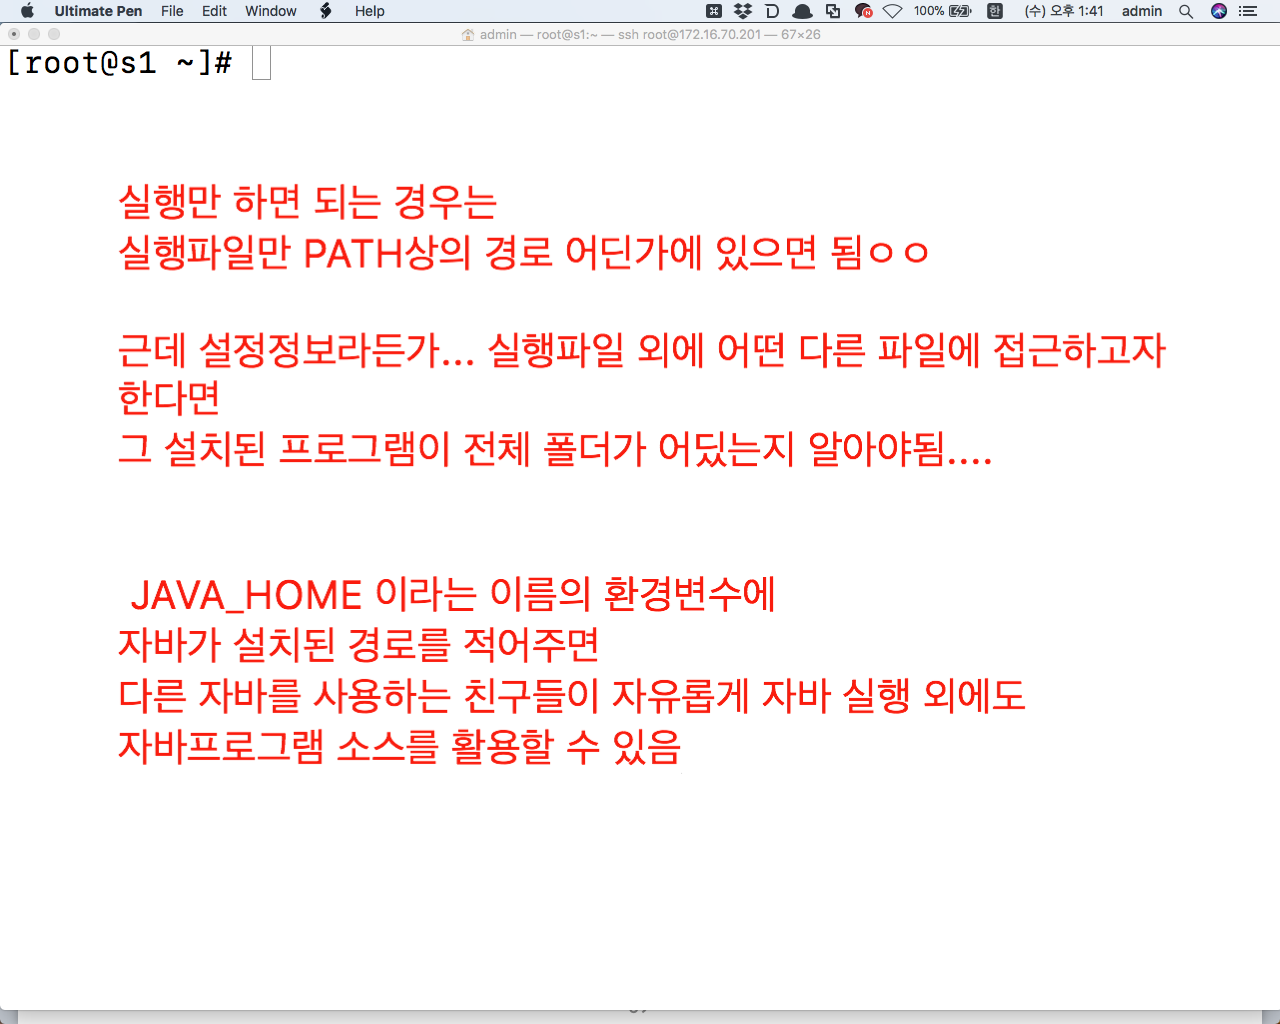 Ultimate Pen File Edit Window Help 100% 한 (수) 오후 1:41 admin
admin — root@s1:~ — ssh root@172.16.70.201 — 67×26
[root@s1 ~]#
실행만 하면 되는 경우는
실행파일만 PATH상의 경로 어딘가에 있으면 됨ㅇㅇ
근데 설정정보라든가... 실행파일 외에 어떤 다른 파일에 접근하고자
한다면
그 설치된 프로그램이 전체 폴더가 어딨는지 알아야됨....
JAVA_HOME 이라는 이름의 환경변수에
자바가 설치된 경로를 적어주면
다른 자바를 사용하는 친구들이 자유롭게 자바 실행 외에도
자바프로그램 소스를 활용할 수 있음